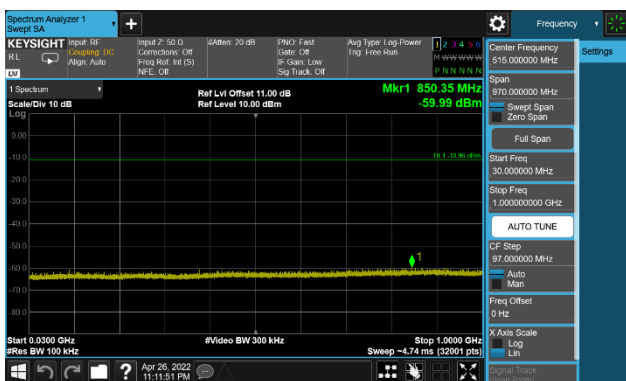 Spectrum Analyzer 1
Swept SA
Frequency
KEYSIGHT
Input: RF
Input Z: 50 Ω
#Atten: 20 dB
PNO: Fast
Avg Type: Log-Power
1 2 3 4 5 6
RL
Coupling: DC
Corrections: Off
Gate: Off
Trig: Free Run
M W W W W W
Align: Auto
Freq Ref: Int (S)
IF Gain: Low
NFE: Off
Sig Track: Off
P N N N N N
LXI
1 Spectrum
Ref Lvl Offset 11.00 dB
Mkr1 850.35 MHz
Scale/Div 10 dB
Ref Level 10.00 dBm
-59.99 dBm
Log
0.00
DL1 -10.96 dBm
-10.0
-20.0
-30.0
-40.0
-50.0
1
-60.0
-70.0
-80.0
Start 0.0300 GHz
#Video BW 300 kHz
Stop 1.0000 GHz
#Res BW 100 kHz
Sweep ~4.74 ms (32001 pts)
Apr 26, 2022
11:11:51 PM
Center Frequency
515.000000 MHz
Settings
Span
970.000000 MHz
Swept Span
Zero Span
Full Span
Start Freq
30.000000 MHz
Stop Freq
1.000000000 GHz
AUTO TUNE
CF Step
97.000000 MHz
Auto
Man
Freq Offset
0 Hz
X Axis Scale
Log
Lin
Signal Track
(Span Zoom)